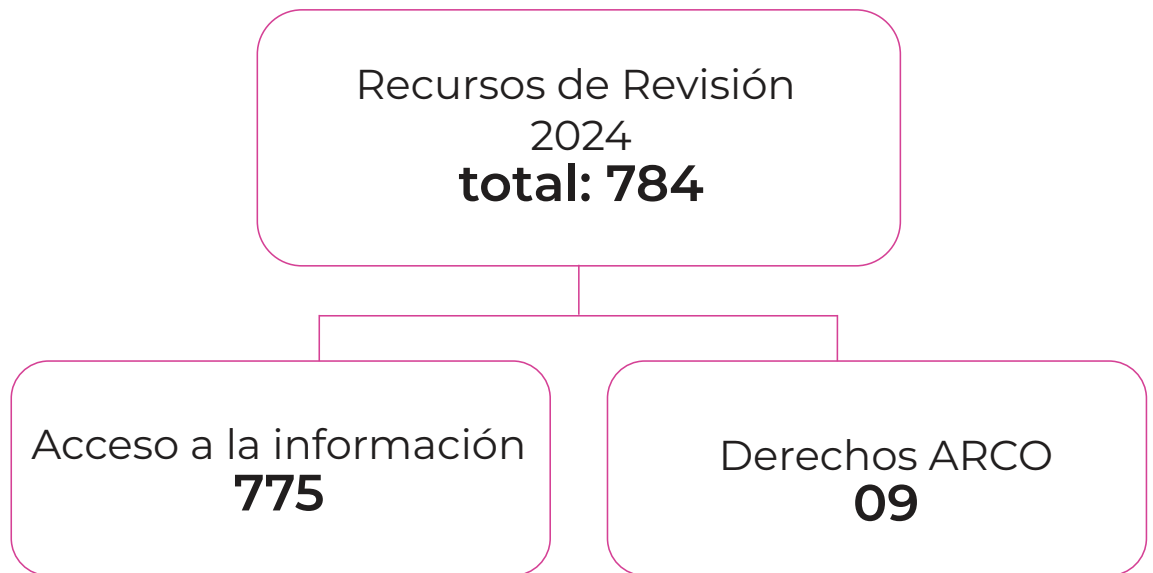 Recursos de Revisión
2024
total: 784
Acceso a la información
775
Derechos ARCO
09